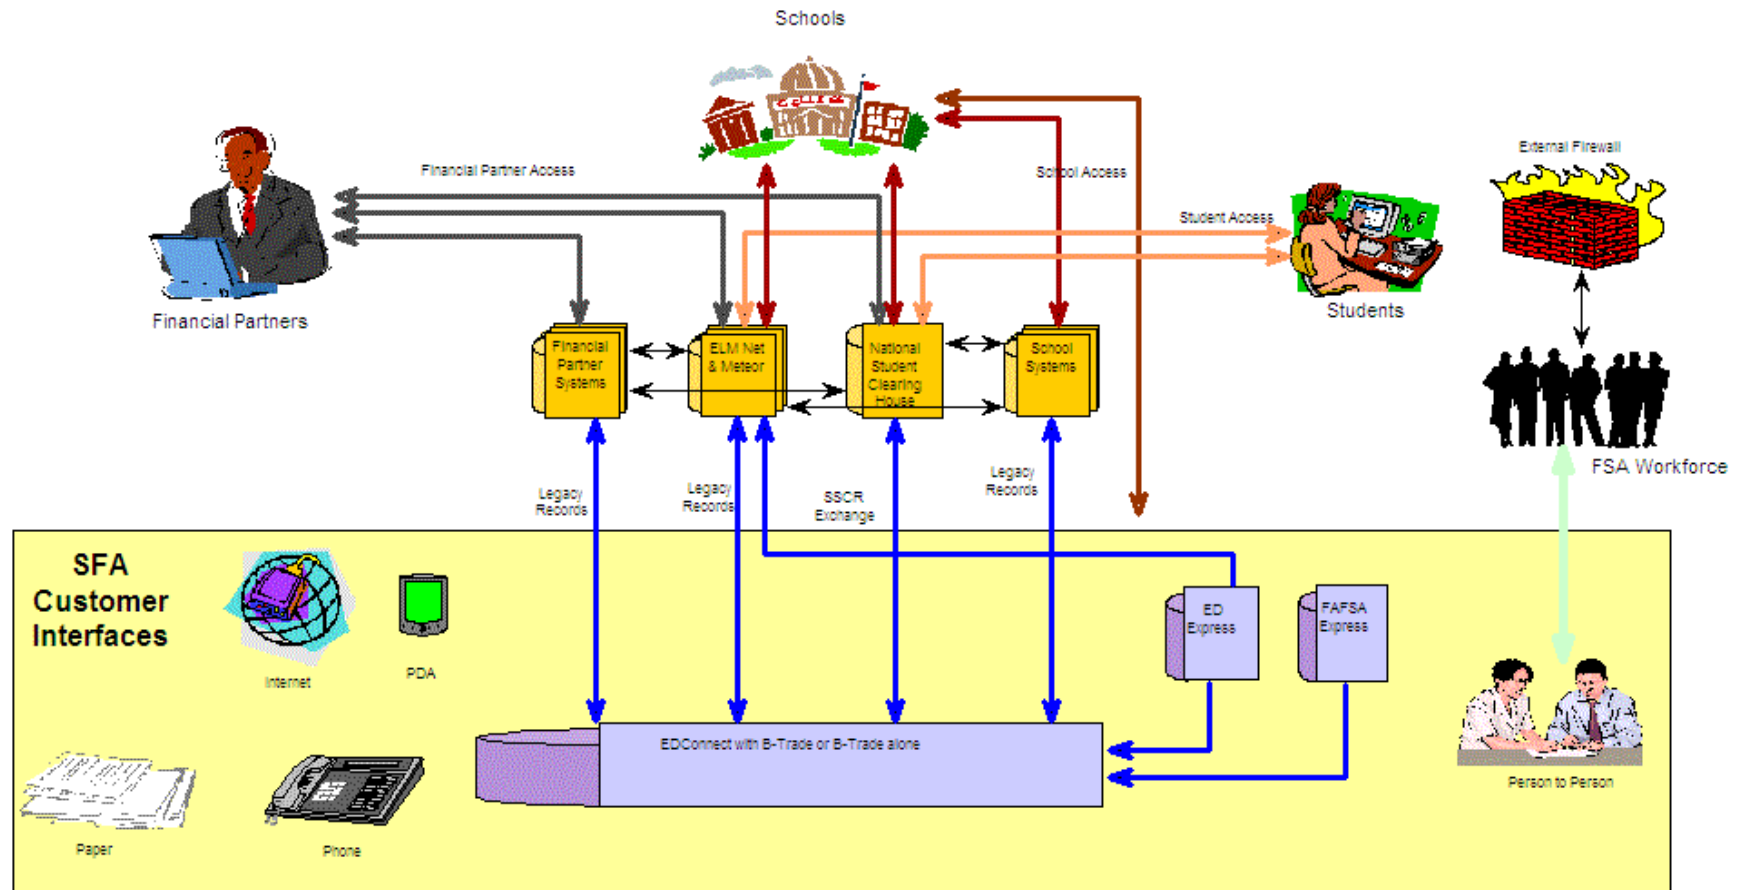 Schools
COLLEGE
External Firewall
Financial Partner Access
School Access
Student Access
Financial Partners
Students
Financial
Partner
Systems
ELM Net
& Meteor
National
Student
Clearing
House
School
Systems
FSA Workforce
Legacy
Records
Legacy
Records
SSCR
Exchange
Legacy
Records
SFA
Customer
Interfaces
Internet
PDA
ED
Express
FAFSA
Express
EDConnect with B-Trade or B-Trade alone
Person to Person
Paper
Phone